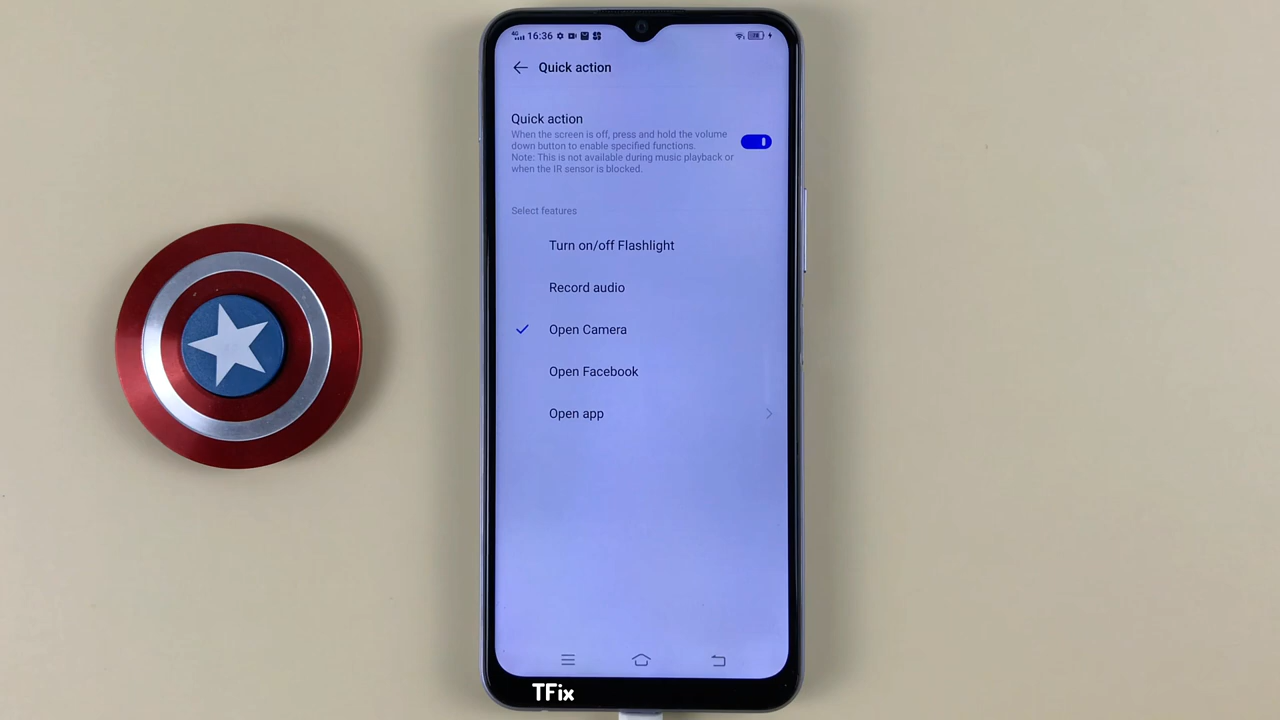 4G 16:36
Quick action
Quick action
When the screen is off, press and hold the volume
down button to enable specified functions.
Note: This is not available during music playback or
when the IR sensor is blocked.
Select features
Turn on/off Flashlight
Record audio
Open Camera
Open Facebook
Open app
TFix